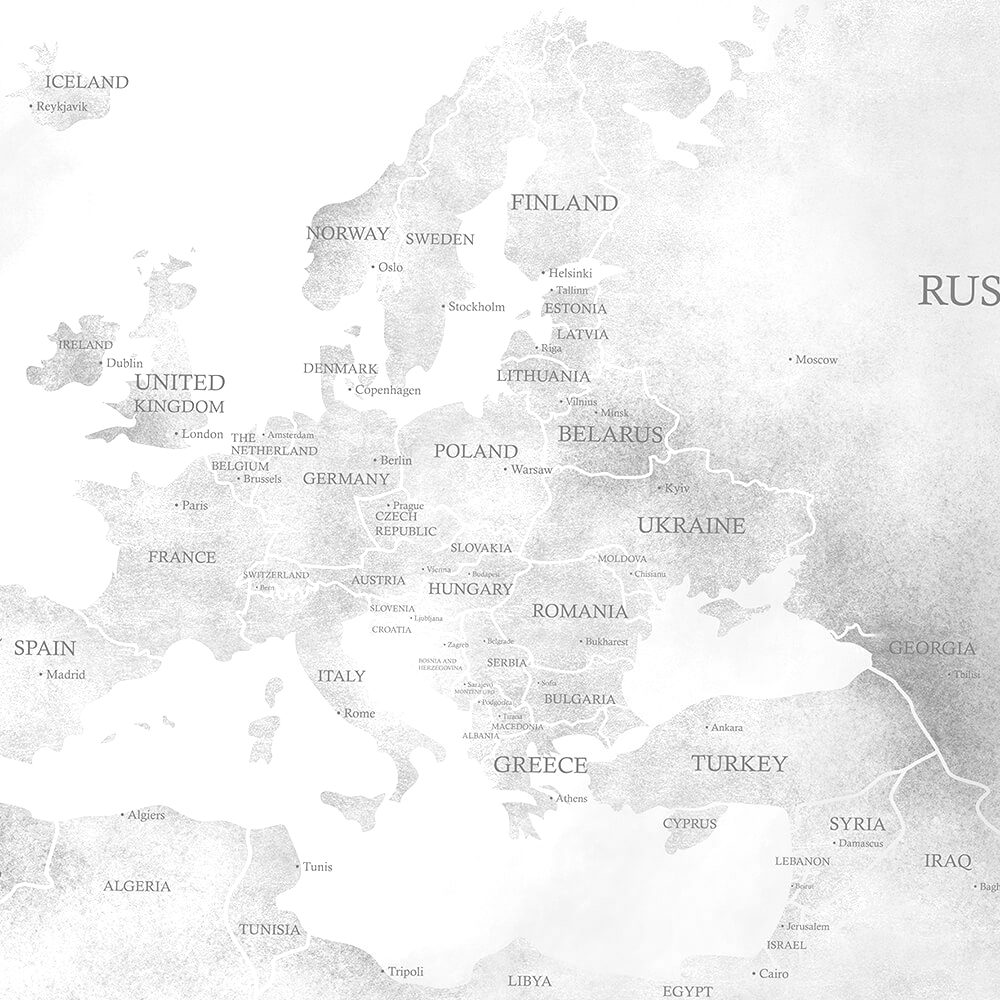 ICELAND
Reykjavik
FINLAND
NORWAY
SWEDEN
Oslo
Helsinki
Tallinn
RUS
Stockholm
ESTONIA
LATVIA
IRELAND
Riga
Dublin
Moscow
DENMARK
LITHUANIA
UNITED
KINGDOM
Copenhagen
Vilnius
Minsk
London
THE
NETHERLAND
Amsterdam
BELARUS
POLAND
BELGIUM
Berlin
Warsaw
Brussels
GERMANY
Kyiv
Paris
Prague
CZECH
REPUBLIC
UKRAINE
FRANCE
SLOVAKIA
MOLDOVA
SWITZERLAND
Bern
AUSTRIA
Vienna
Budapest
Chisianu
HUNGARY
SLOVENIA
Ljubljana
ROMANIA
CROATIA
SPAIN
Zagreb
Belgrade
Bukharest
GEORGIA
BOSNIA AND
HERZEGOVINA
SERBIA
Madrid
ITALY
Tbilisi
Sarajevo
Sofia
MONTENEGRO
Podgorica
BULGARIA
Rome
Tirana
MACEDONIA
Ankara
ALBANIA
GREECE
TURKEY
Athens
Algiers
CYPRUS
SYRIA
Damascus
Tunis
LEBANON
IRAQ
ALGERIA
Beirut
Bagh
TUNISIA
Jerusalem
ISRAEL
Tripoli
Cairo
LIBYA
EGYPT